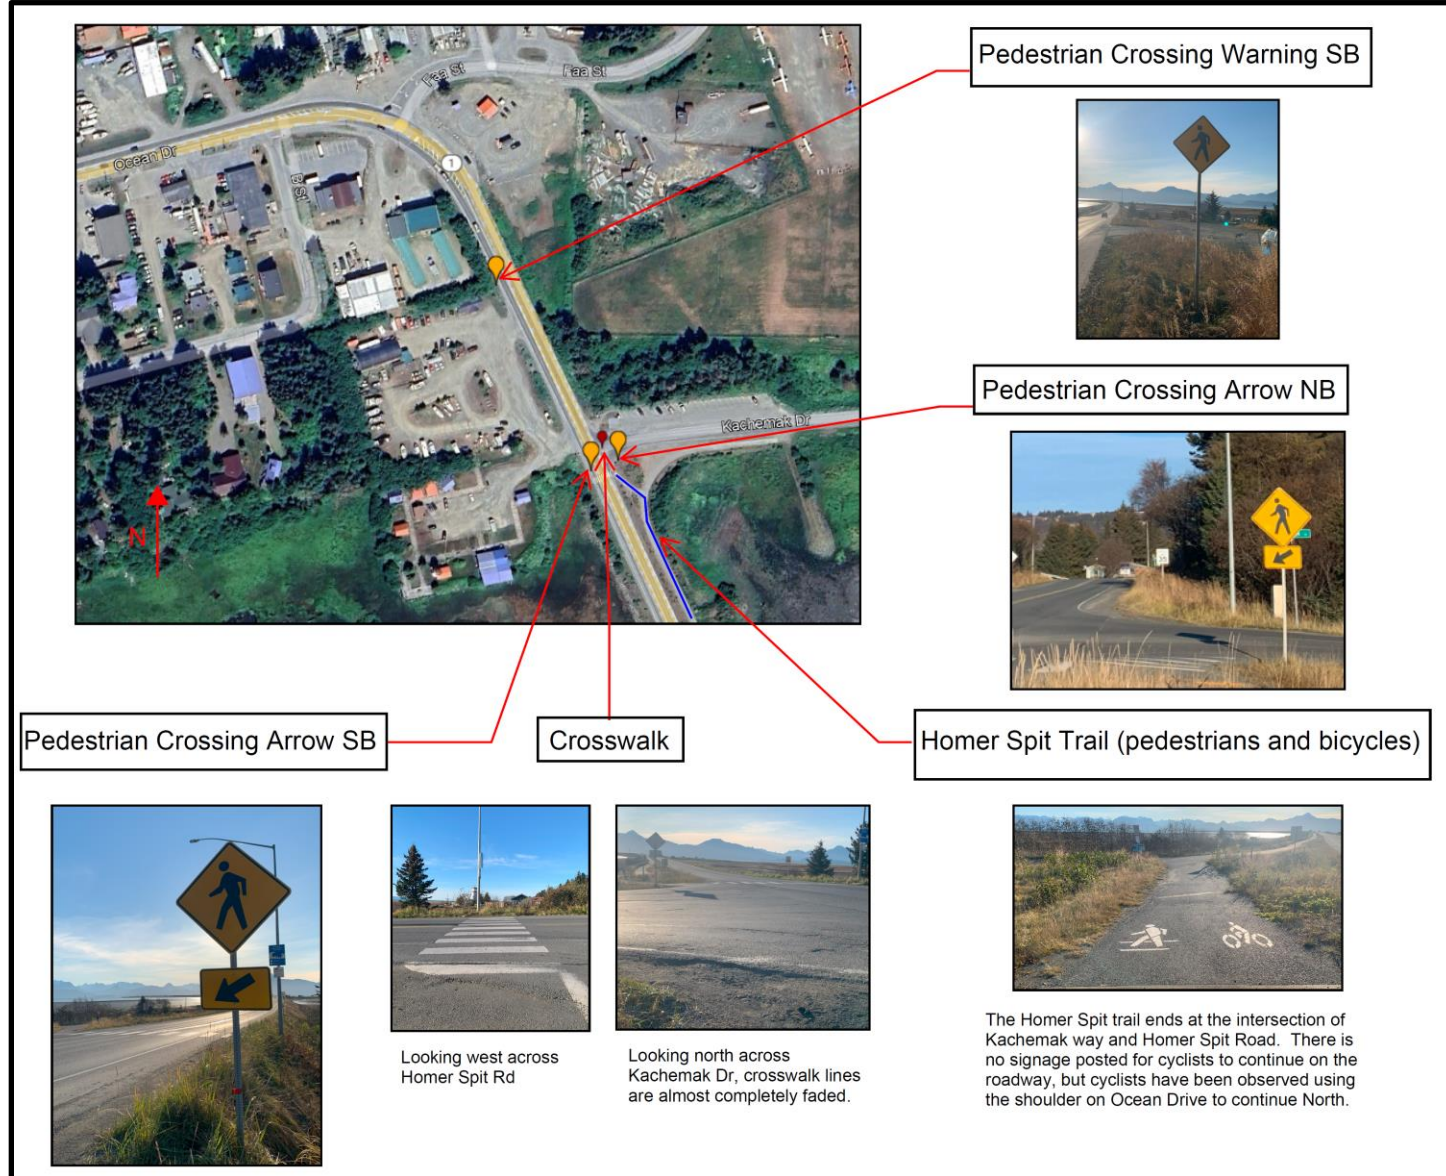 Pedestrian Crossing Warning SB
Faa St
Faa St
Ocean Dr
1
B St
Pedestrian Crossing Arrow NB
Kachemak Dr
N
Pedestrian Crossing Arrow SB
Crosswalk
Homer Spit Trail (pedestrians and bicycles)
Looking west across
Homer Spit Rd
Looking north across
Kachemak Dr, crosswalk lines
are almost completely faded.
The Homer Spit trail ends at the intersection of
Kachemak way and Homer Spit Road.  There is
no signage posted for cyclists to continue on the
roadway, but cyclists have been observed using
the shoulder on Ocean Drive to continue North.